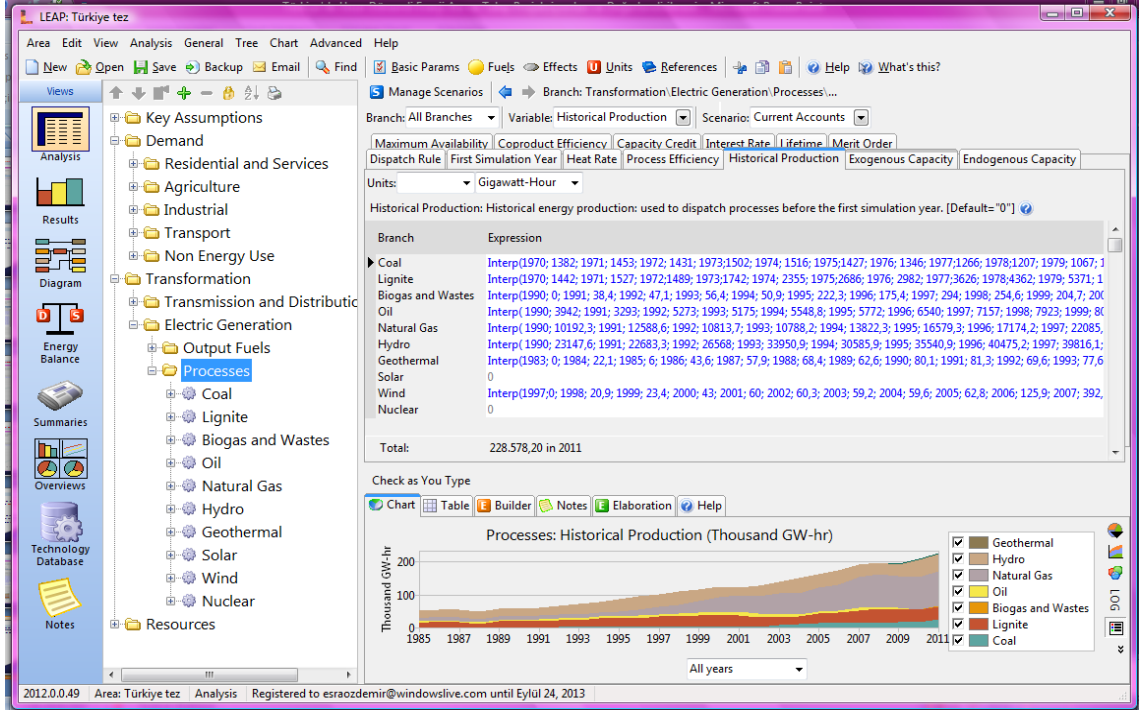 LEAP: Türkiye tez
Area Edit View Analysis General Tree Chart Advanced Help
New Open Save Backup Email Find Basic Params Fuels Effects Units References Help What's this?
Views
Analysis
Results
Diagram
Energy Balance
Summaries
Overviews
Technology Database
Notes
Key Assumptions
Demand
Residential and Services
Agriculture
Industrial
Transport
Non Energy Use
Transformation
Transmission and Distributic
Electric Generation
Output Fuels
Processes
Coal
Lignite
Biogas and Wastes
Oil
Natural Gas
Hydro
Geothermal
Solar
Wind
Nuclear
Resources
Manage Scenarios Branch: Transformation\Electric Generation\Processes\...
Branch: All Branches Variable: Historical Production Scenario: Current Accounts
Maximum Availability Coproduct Efficiency Capacity Credit Interest Rate Lifetime Merit Order
Dispatch Rule First Simulation Year Heat Rate Process Efficiency Historical Production Exogenous Capacity Endogenous Capacity
Units: Gigawatt-Hour
Historical Production: Historical energy production: used to dispatch processes before the first simulation year. [Default="0"]
Branch Expression
Coal Interp(1970; 1382; 1971; 1453; 1972; 1431; 1973;1502; 1974; 1516; 1975;1427; 1976; 1346; 1977;1266; 1978;1207; 1979; 1067; 1
Lignite Interp(1970; 1442; 1971; 1527; 1972;1489; 1973;1742; 1974; 2355; 1975;2686; 1976; 2982; 1977;3626; 1978;4362; 1979; 5371; 1
Biogas and Wastes Interp(1990; 0; 1991; 38,4; 1992; 47,1; 1993; 56,4; 1994; 50,9; 1995; 222,3; 1996; 175,4; 1997; 294; 1998; 254,6; 1999; 204,7; 200
Oil Interp( 1990; 3942; 1991; 3293; 1992; 5273; 1993; 5175; 1994; 5548,8; 1995; 5772; 1996; 6540; 1997; 7157; 1998; 7923; 1999; 80
Natural Gas Interp( 1990; 10192,3; 1991; 12588,6; 1992; 10813,7; 1993; 10788,2; 1994; 13822,3; 1995; 16579,3; 1996; 17174,2; 1997; 22085,
Hydro Interp( 1990; 23147,6; 1991; 22683,3; 1992; 26568; 1993; 33950,9; 1994; 30585,9; 1995; 35540,9; 1996; 40475,2; 1997; 39816,1;
Geothermal Interp(1983; 0; 1984; 22,1; 1985; 6; 1986; 43,6; 1987; 57,9; 1988; 68,4; 1989; 62,6; 1990; 80,1; 1991; 81,3; 1992; 69,6; 1993; 77,6
Solar 0
Wind Interp(1997;0; 1998; 20,9; 1999; 23,4; 2000; 43; 2001; 60; 2002; 60,3; 2003; 59,2; 2004; 59,6; 2005; 62,8; 2006; 125,9; 2007; 392,
Nuclear 0
Total: 228.578,20 in 2011
Check as You Type
Chart Table Builder Notes Elaboration Help
Processes: Historical Production (Thousand GW-hr)
Thousand GW-hr
200
100
0
1985 1987 1989 1991 1993 1995 1997 1999 2001 2003 2005 2007 2009 2011
Geothermal
Hydro
Natural Gas
Oil
Biogas and Wastes
Lignite
Coal
LOG
All years
2012.0.0.49 Area: Türkiye tez Analysis Registered to esraozdemir@windowslive.com until Eylül 24, 2013